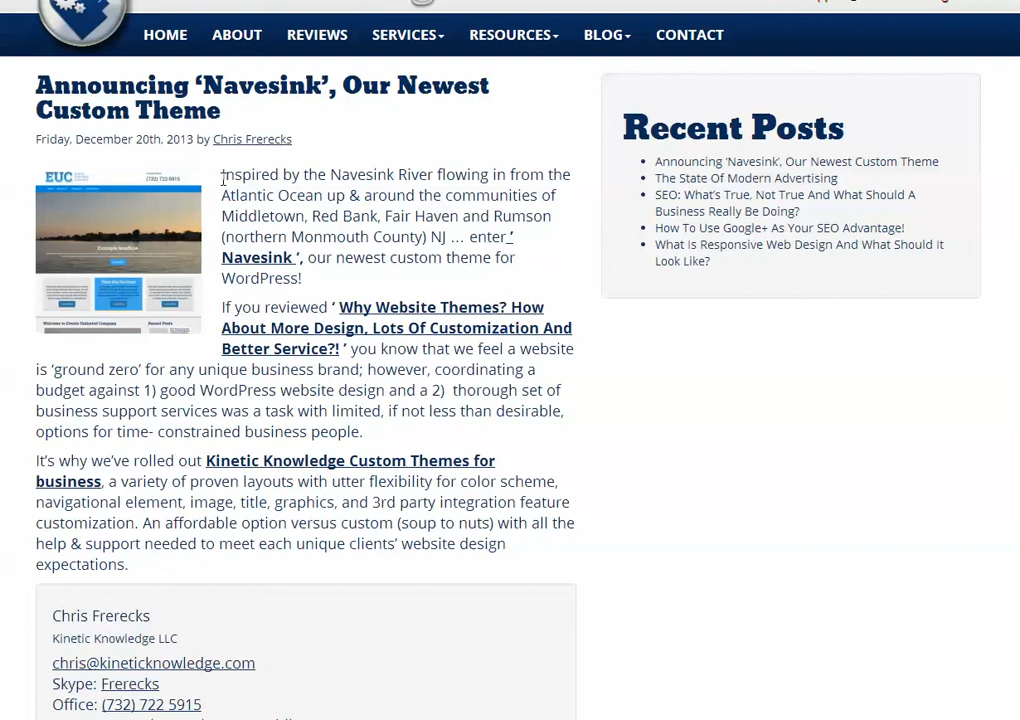 HOME ABOUT REVIEWS SERVICES RESOURCES BLOG CONTACT
Announcing ‘Navesink’, Our Newest
Custom Theme
Friday, December 20th, 2013 by Chris Frerecks
EUC
(732) 722-5915
Example headline
Inspired by the Navesink River flowing in from the
Atlantic Ocean up & around the communities of
Middletown, Red Bank, Fair Haven and Rumson
(northern Monmouth County) NJ … enter ‘
Navesink ‘, our newest custom theme for
WordPress!
If you reviewed ‘ Why Website Themes? How
About More Design, Lots Of Customization And
Better Service?! ’ you know that we feel a website
is ‘ground zero’ for any unique business brand; however, coordinating a
budget against 1) good WordPress website design and a 2) thorough set of
business support services was a task with limited, if not less than desirable,
options for time- constrained business people.
It’s why we’ve rolled out Kinetic Knowledge Custom Themes for
business, a variety of proven layouts with utter flexibility for color scheme,
navigational element, image, title, graphics, and 3rd party integration feature
customization. An affordable option versus custom (soup to nuts) with all the
help & support needed to meet each unique clients’ website design
expectations.
Chris Frerecks
Kinetic Knowledge LLC
chris@kineticknowledge.com
Skype: Frerecks
Office: (732) 722 5915
Recent Posts
Announcing ‘Navesink’, Our Newest Custom Theme
The State Of Modern Advertising
SEO: What’s True, Not True And What Should A
Business Really Be Doing?
How To Use Google+ As Your SEO Advantage!
What Is Responsive Web Design And What Should It
Look Like?